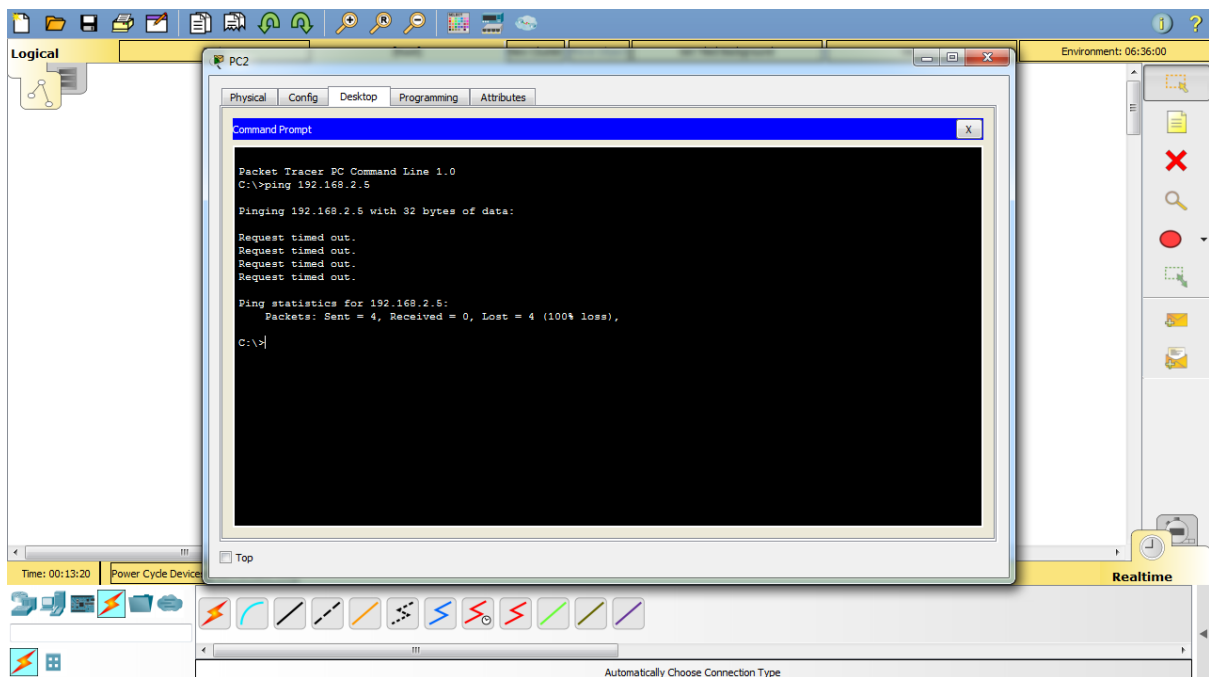 Logical
Environment: 06:36:00
PC2
Physical Config Desktop Programming Attributes
Command Prompt
X
Packet Tracer PC Command Line 1.0
C:\>ping 192.168.2.5
Pinging 192.168.2.5 with 32 bytes of data:
Request timed out.
Request timed out.
Request timed out.
Request timed out.
Ping statistics for 192.168.2.5:
Packets: Sent = 4, Received = 0, Lost = 4 (100% loss),
C:\>
Top
Time: 00:13:20 Power Cycle Device
Realtime
Automatically Choose Connection Type